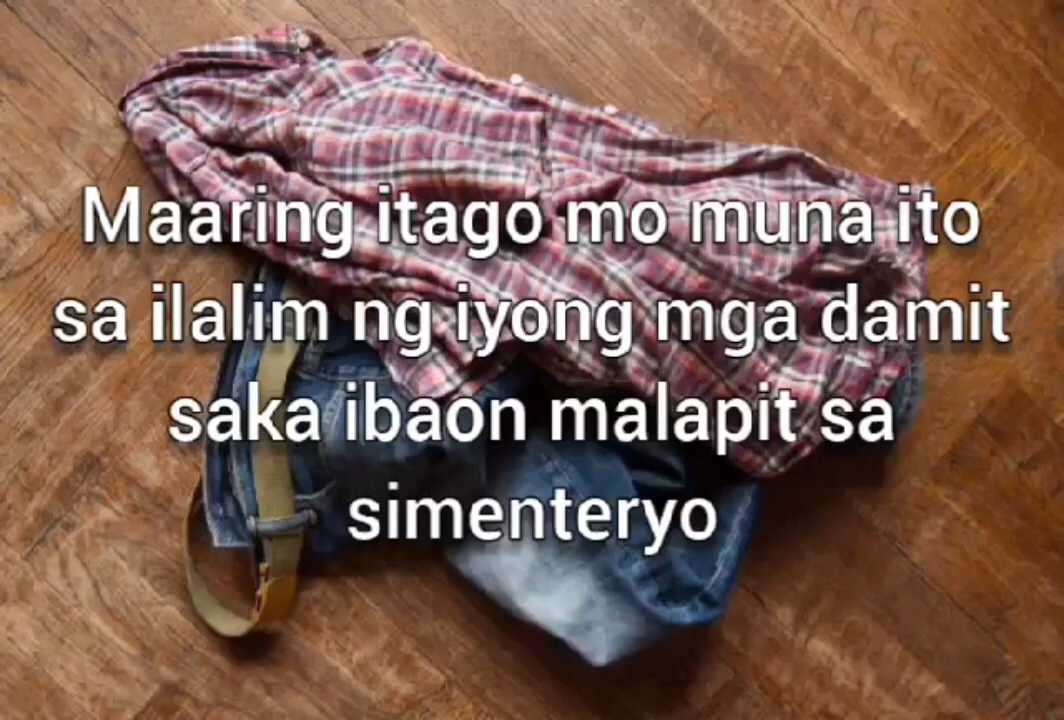 Maaring itago mo muna ito
sa ilalim ng iyong mga damit
saka ibaon malapit sa
simenteryo